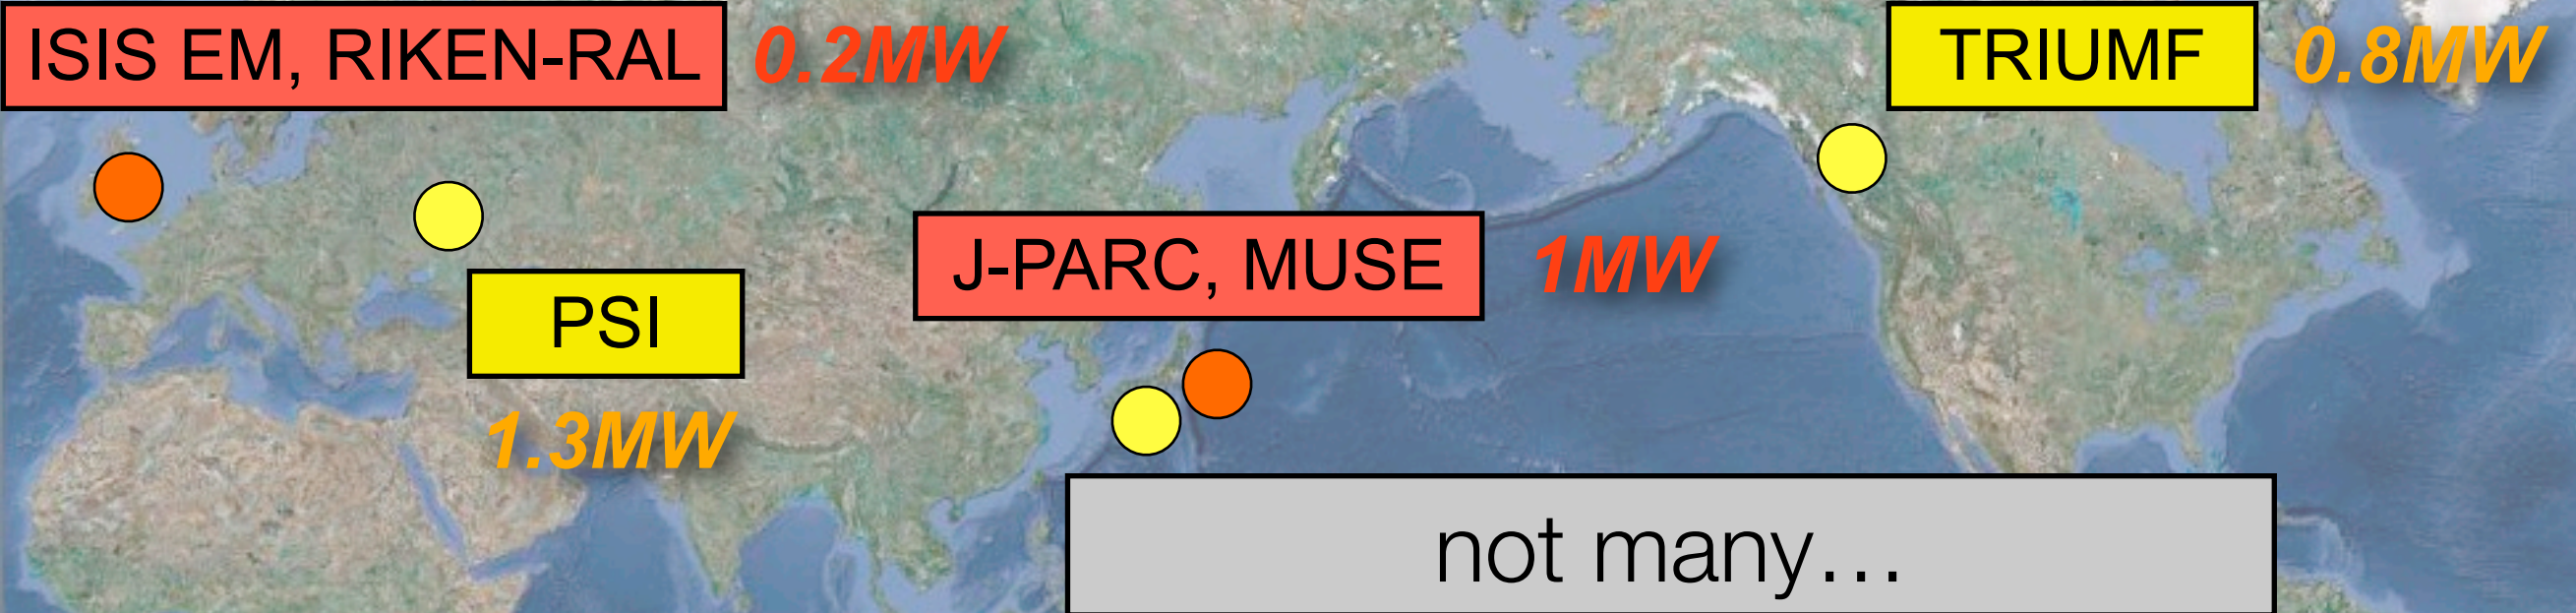 ISIS EM, RIKEN-RAL 0.2MW
TRIUMF 0.8MW
J-PARC, MUSE 1MW
PSI
1.3MW
not many…